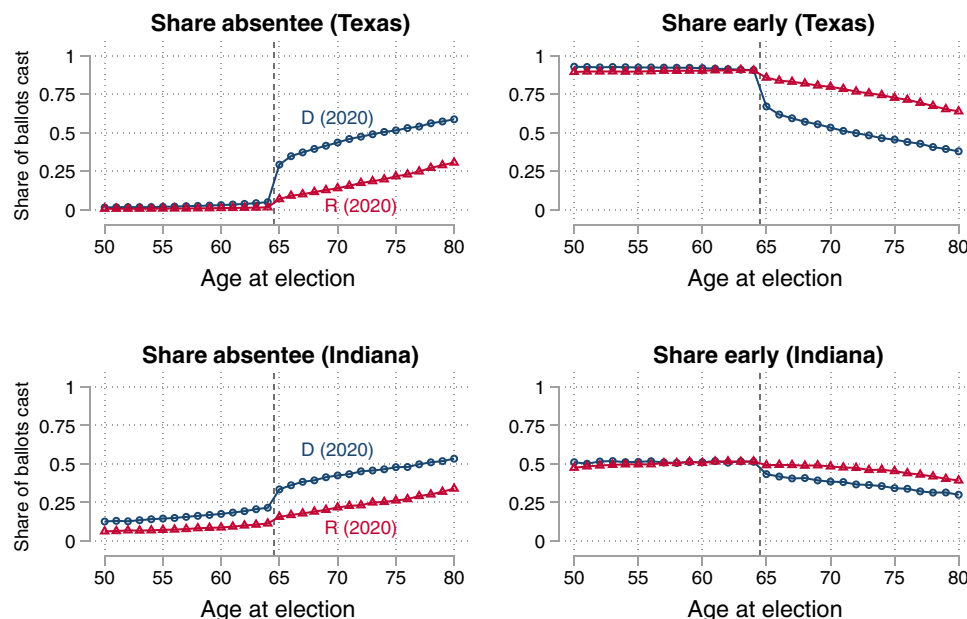 Share absentee (Texas)
Share of ballots cast
1
0.75
0.5
0.25
0
D (2020)
R (2020)
50 55 60 65 70 75 80
Age at election
Share early (Texas)
1
0.75
0.5
0.25
0
50 55 60 65 70 75 80
Age at election
Share absentee (Indiana)
Share of ballots cast
1
0.75
0.5
0.25
0
D (2020)
R (2020)
50 55 60 65 70 75 80
Age at election
Share early (Indiana)
1
0.75
0.5
0.25
0
50 55 60 65 70 75 80
Age at election